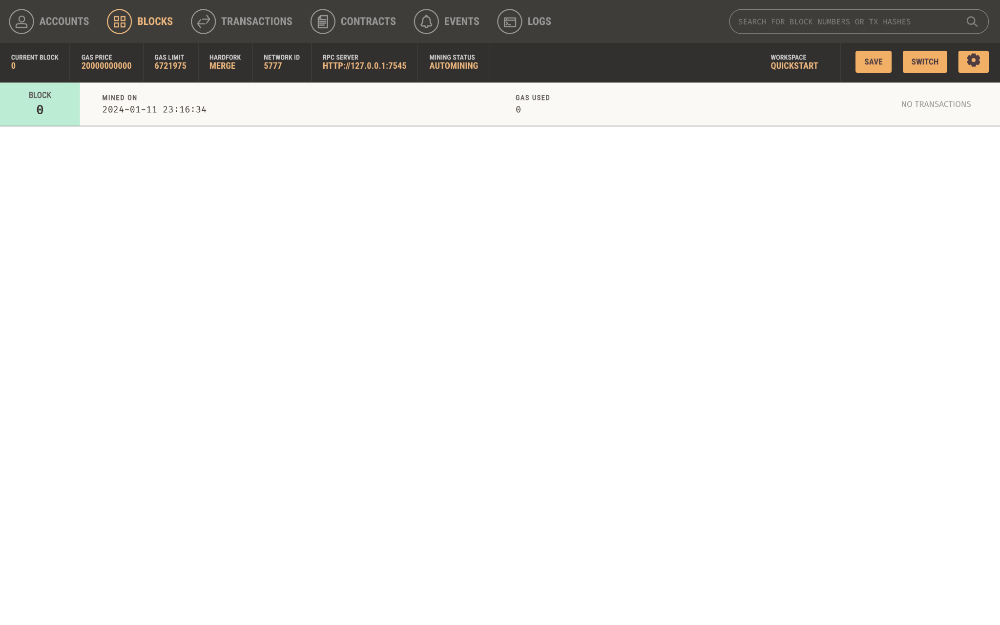 ACCOUNTS
BLOCKS
TRANSACTIONS
CONTRACTS
EVENTS
LOGS
SEARCH FOR BLOCK NUMBERS OR TX HASHES
CURRENT BLOCK
0
GAS PRICE
20000000000
GAS LIMIT
6721975
HARDFORK
MERGE
NETWORK ID
5777
RPC SERVER
HTTP://127.0.0.1:7545
MINING STATUS
AUTOMINING
WORKSPACE
QUICKSTART
SAVE
SWITCH
BLOCK
0
MINED ON
2024-01-11 23:16:34
GAS USED
0
NO TRANSACTIONS